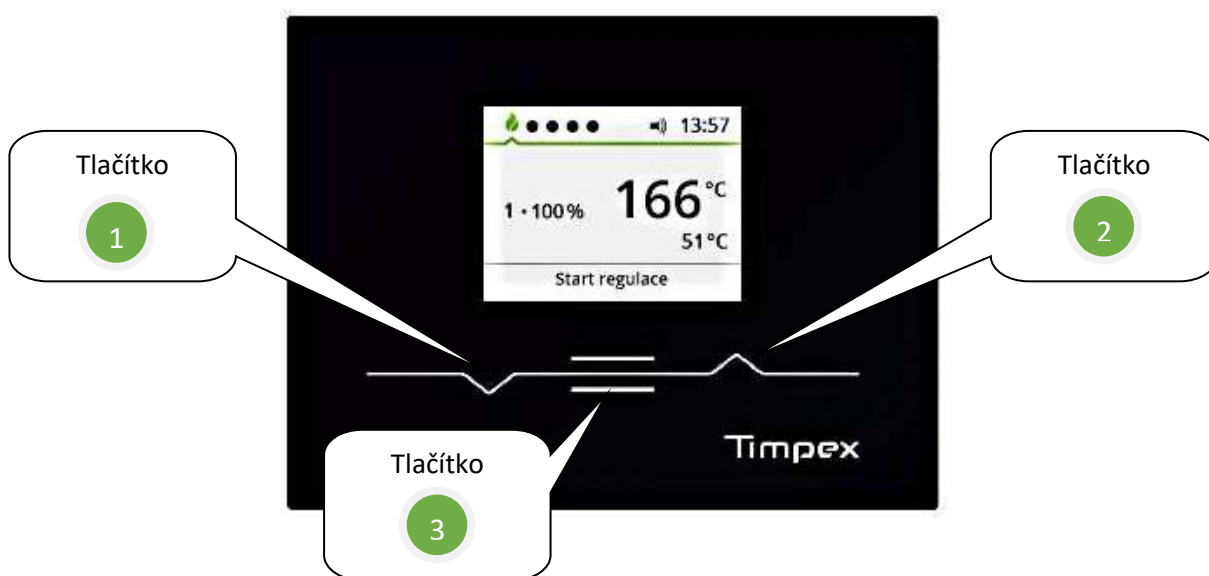 13:57
Tlačítko
1
Tlačítko
2
1 · 100 %
166 °C
51 °C
Start regulace
Timpex
Tlačítko
3